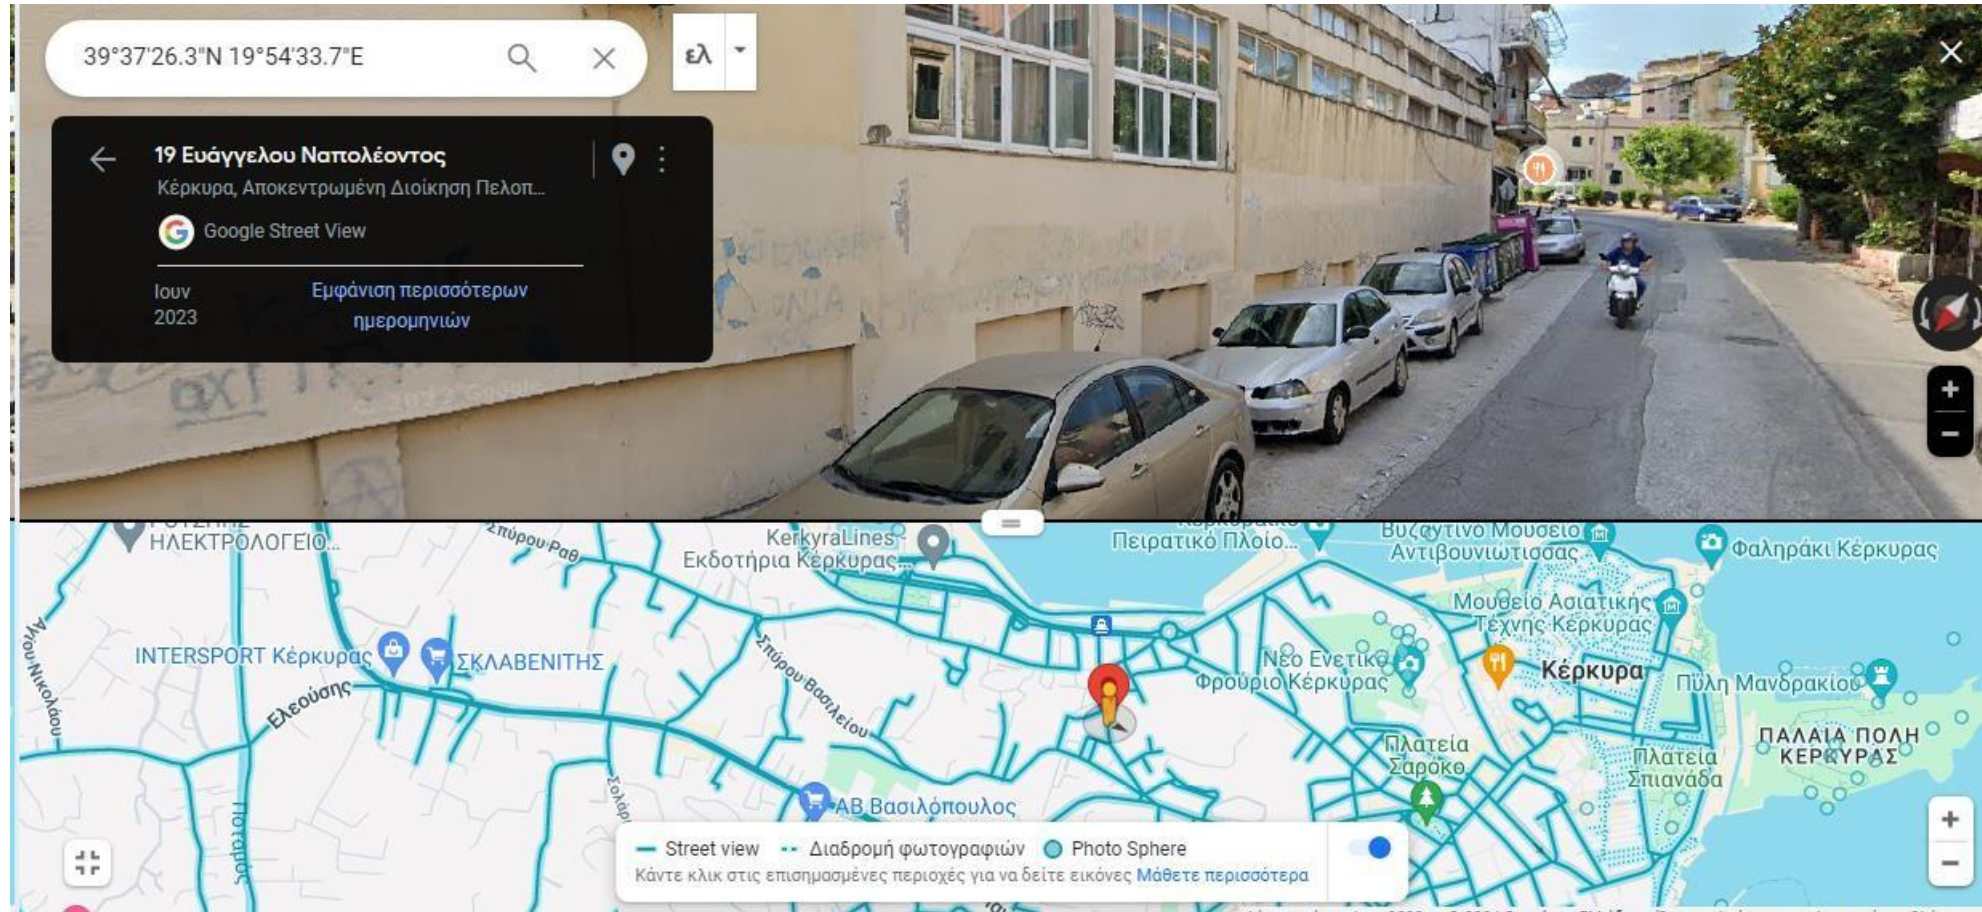 39°37'26.3"N 19°54'33.7"E
ελ
19 Ευάγγελου Ναπολέοντος
Κέρκυρα, Αποκεντρωμένη Διοίκηση Πελοπ...
Google Street View
Ιουν
2023
Εμφάνιση περισσότερων
ημερομηνιών
ΟΧΙ
© 2023 Google
ΗΛΕΚΤΡΟΛΟΓΕΙΟ...
Σπύρου Ραθ
KerkyraLines -
Εκδοτήρια Κέρκυρας...
Πειρατικό Πλοίο...
Βυζαντινό Μουσείο
Αντιβουνιώτισσας
Φαληράκι Κέρκυρας
Αγίου Νικολάου
INTERSPORT Κέρκυρας
ΣΚΛΑΒΕΝΙΤΗΣ
Ελεούσης
Σπύρου Βασιλείου
Μουσείο Ασιατικής
Τέχνης Κέρκυρας
Νέο Ενετικό
Φρούριο Κέρκυρας
Κέρκυρα
Πύλη Μανδρακίου
ΠΑΛΑΙΑ ΠΟΛΗ
ΚΕΡΚΥΡΑΣ
Πλατεία
Σαρόκο
Πλατεία
Σπιανάδα
Ποταμός
ΑΒ Βασιλόπουλος
Street view
Διαδρομή φωτογραφιών
Photo Sphere
Κάντε κλικ στις επισημασμένες περιοχές για να δείτε εικόνες Μάθετε περισσότερα